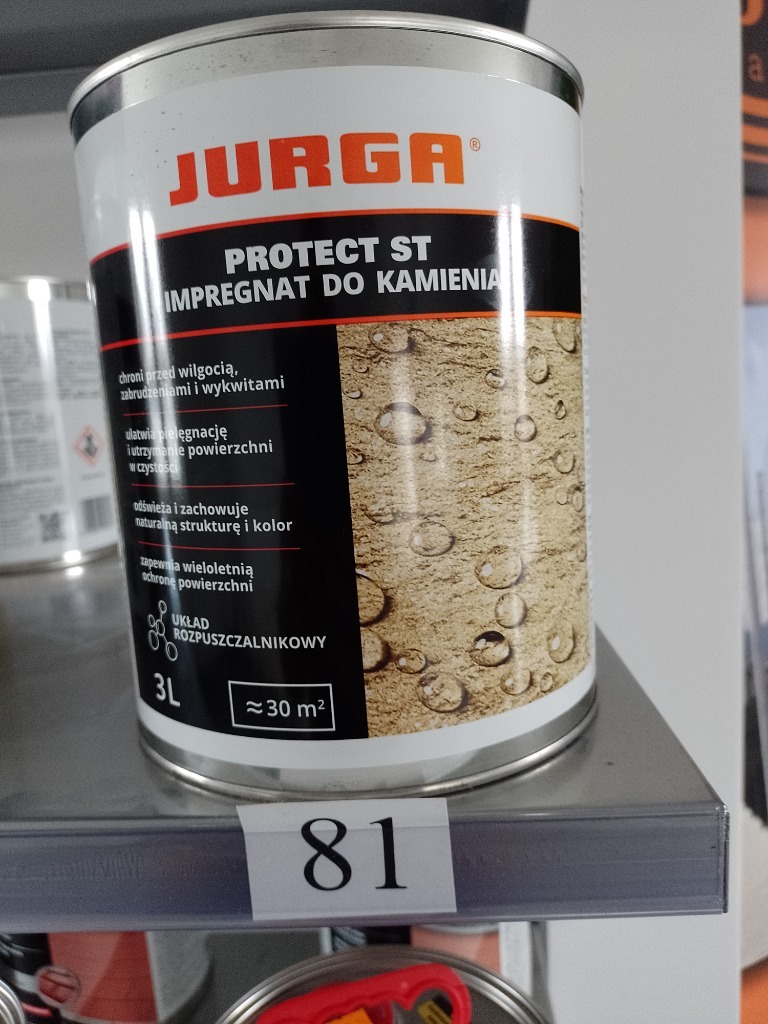 JURGA®
PROTECT ST
IMPREGNAT DO KAMIENIA
chroni przed wilgocią,
zabrudzeniami i wykwitami
ułatwia pielęgnację
i utrzymanie powierzchni
w czystości
odświeża i zachowuje
naturalną strukturę i kolor
zapewnia wieloletnią
ochronę powierzchni
UKŁAD
ROZPUSZCZALNIKOWY
3L
≈30 m²
81